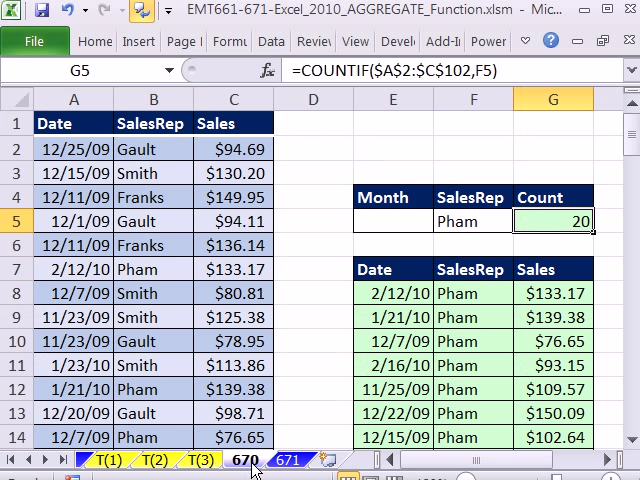 EMT661-671-Excel_2010_AGGREGATE_Function.xlsm - Mic...
File Home Insert Page Formu Data Review View Add-I Power
G5 fx =COUNTIF($A$2:$C$102,F5)
A B C D E F G
1 Date SalesRep Sales
2 12/25/09 Gault $94.69
3 12/15/09 Smith $130.20
4 12/11/09 Franks $149.95 Month SalesRep Count
5 12/1/09 Gault $94.11 Pham 20
6 12/11/09 Franks $136.14
7 2/12/10 Pham $133.17 Date SalesRep Sales
8 12/7/09 Smith $80.81 2/12/10 Pham $133.17
9 11/23/09 Smith $125.38 1/21/10 Pham $139.38
10 11/23/09 Gault $78.95 12/7/09 Pham $76.65
11 1/23/10 Smith $113.86 2/16/10 Pham $93.15
12 1/21/10 Pham $139.38 11/25/09 Pham $109.57
13 12/20/09 Gault $98.71 12/22/09 Pham $150.09
14 12/7/09 Pham $76.65 12/15/09 Pham $102.64
T(1) T(2) T(3) 670 671